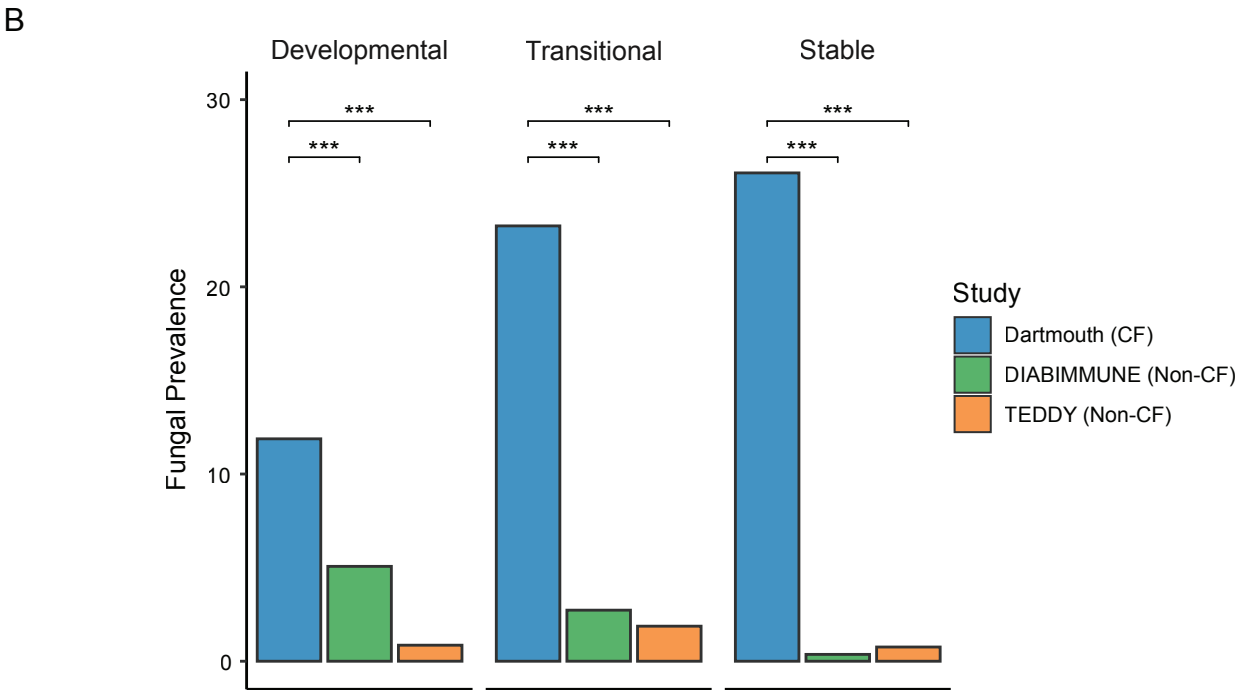 B
Developmental Transitional Stable
30
*** *** ***
*** *** ***
20
10
0
Fungal Prevalence
Study
Dartmouth (CF)
DIABIMMUNE (Non-CF)
TEDDY (Non-CF)